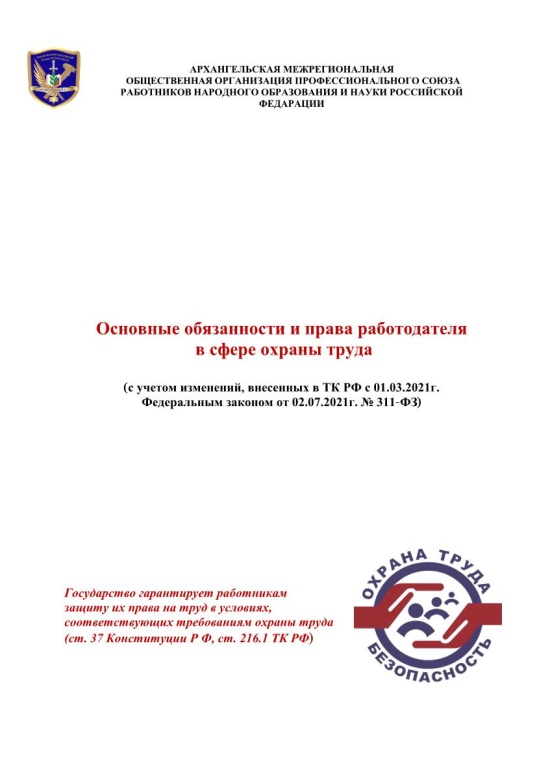 АРХАНГЕЛЬСКАЯ МЕЖРЕГИОНАЛЬНАЯ
ОБЩЕСТВЕННАЯ ОРГАНИЗАЦИЯ ПРОФЕССИОНАЛЬНОГО СОЮЗА
РАБОТНИКОВ НАРОДНОГО ОБРАЗОВАНИЯ И НАУКИ РОССИЙСКОЙ
ФЕДАРАЦИИ
Основные обязанности и права работодателя
в сфере охраны труда
(с учетом изменений, внесенных в ТК РФ с 01.03.2021г.
Федеральным законом от 02.07.2021г. № 311-ФЗ)
Государство гарантирует работникам
защиту их права на труд в условиях,
соответствующих требованиям охраны труда
(ст. 37 Конституции Р Ф, ст. 216.1 ТК РФ)
ОХРАНА ТРУДА
БЕЗОПАСНОСТЬ